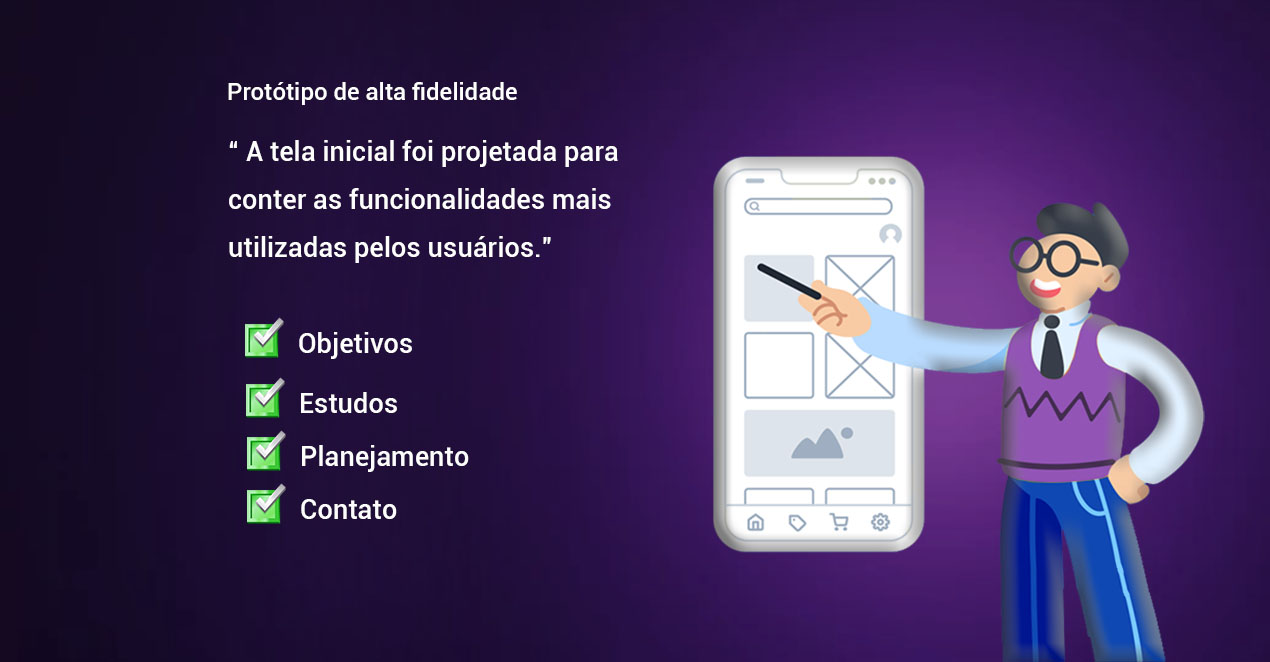 Protótipo de alta fidelidade
“ A tela inicial foi projetada para
conter as funcionalidades mais
utilizadas pelos usuários."
Objetivos
Estudos
Planejamento
Contato